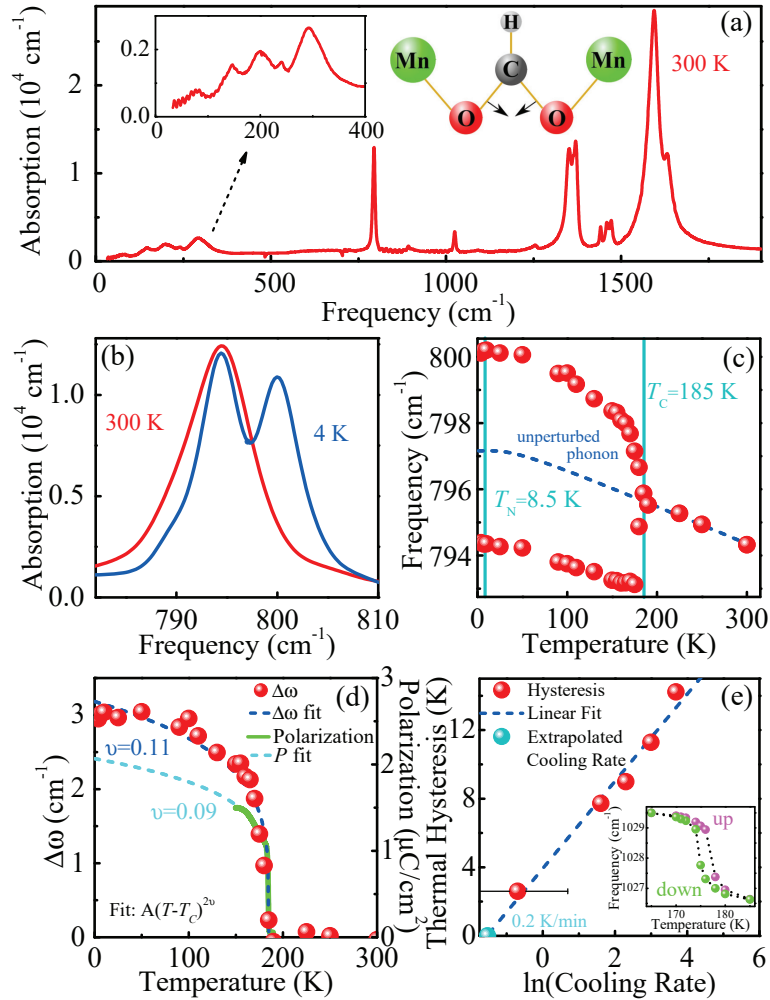 (a)
300 K
H
C
Mn
Mn
O
O
0.2
0.0
0
200
400
Absorption (10⁴ cm⁻¹)
2
1
0
0
500
1000
1500
Frequency (cm⁻¹)
(b)
300 K
4 K
Absorption (10⁴ cm⁻¹)
1.0
0.5
0.0
790
800
810
Frequency (cm⁻¹)
(c)
T_C=185 K
unperturbed
phonon
T_N=8.5 K
Frequency (cm⁻¹)
800
798
796
794
0
100
200
300
Temperature (K)
(d)
Δω
Δω fit
Polarization
P fit
υ=0.11
υ=0.09
Fit: A(T-T_C)^2υ
Δω (cm⁻¹)
3
2
1
0
0
100
200
300
Temperature (K)
Polarization (μC/cm²)
3
2
1
0
(e)
Hysteresis
Linear Fit
Extrapolated
Cooling Rate
0.2 K/min
Thermal Hysteresis (K)
12
8
4
0
0
2
4
6
ln(Cooling Rate)
up
down
Frequency (cm⁻¹)
1029
1028
1027
170
180
Temperature (K)